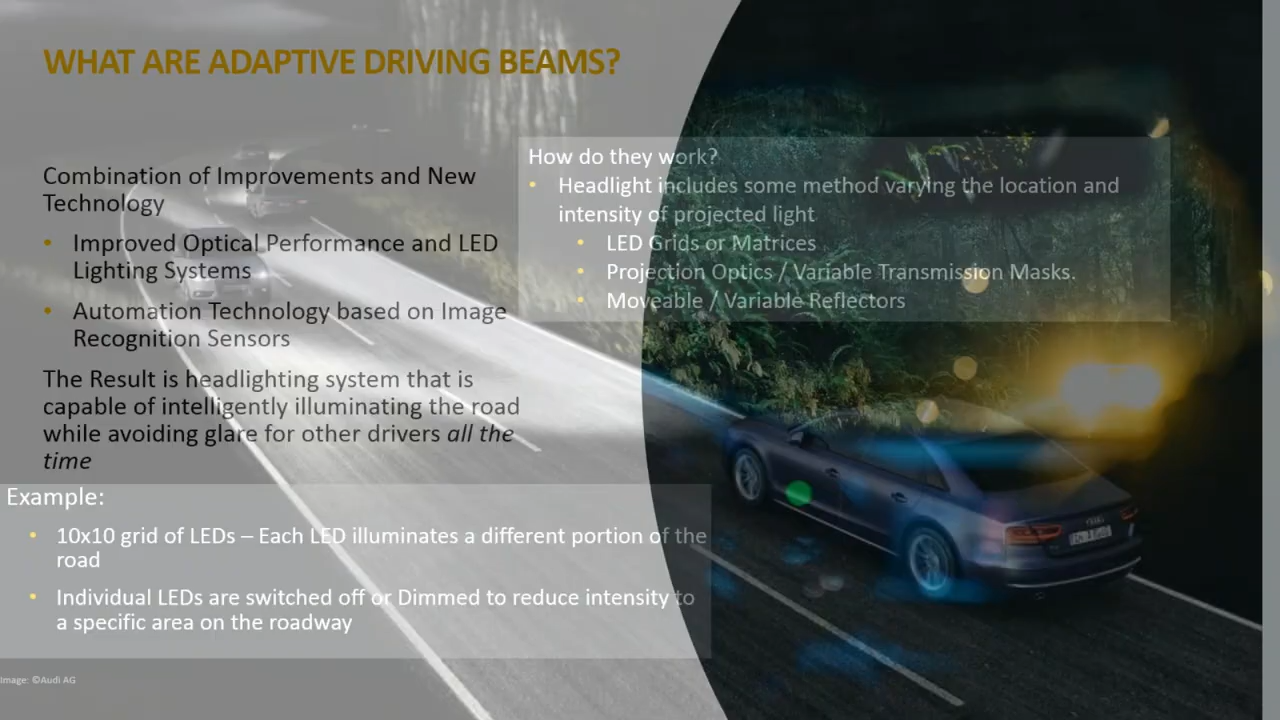 WHAT ARE ADAPTIVE DRIVING BEAMS?
Combination of Improvements and New
Technology
• Improved Optical Performance and LED
Lighting Systems
• Automation Technology based on Image
Recognition Sensors
The Result is headlighting system that is
capable of intelligently illuminating the road
while avoiding glare for other drivers all the
time
How do they work?
• Headlight includes some method varying the location and
intensity of projected light
• LED Grids or Matrices
• Projection Optics / Variable Transmission Masks.
• Moveable / Variable Reflectors
Example:
• 10x10 grid of LEDs – Each LED illuminates a different portion of the
road
• Individual LEDs are switched off or Dimmed to reduce intensity to
a specific area on the roadway
Image: ©Audi AG